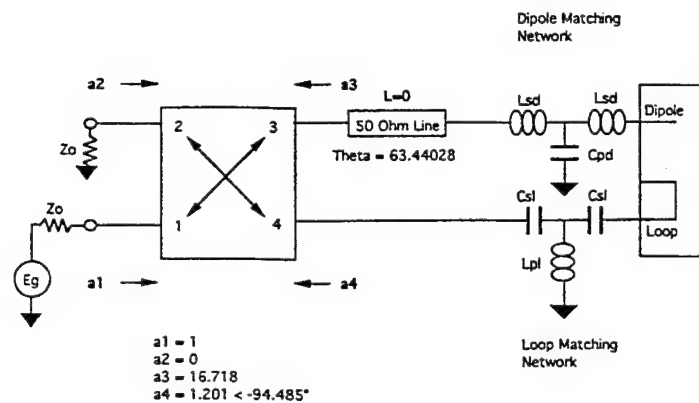 Dipole Matching
Network
a2
a3
L=0
Lsd
Lsd
Dipole
Zo
2
3
50 Ohm Line
Theta = 63.44028
Cpd
Zo
1
4
Csl
Csl
Loop
Lpl
Eg
a1
a4
a1 = 1
a2 = 0
a3 = 16.718
a4 = 1.201 < -94.485°
Loop Matching
Network